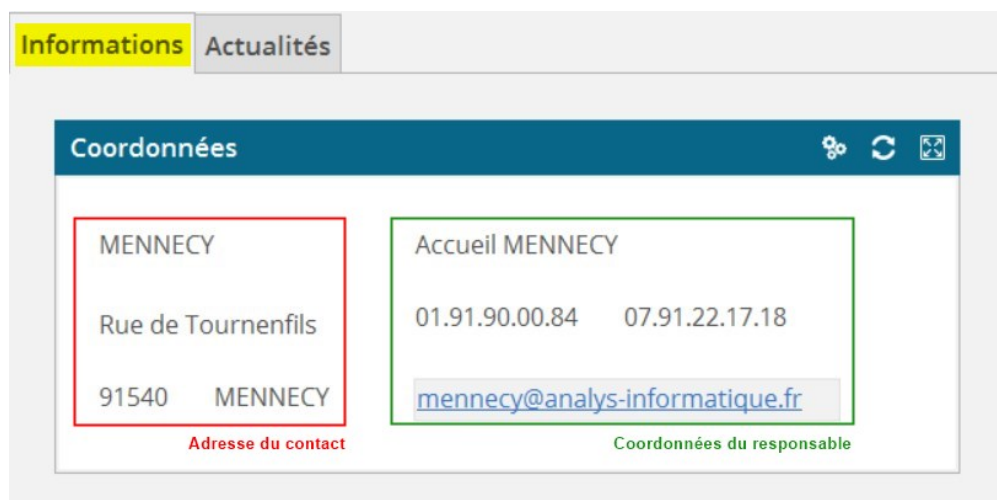 Informations Actualités
Coordonnées
MENNECY
Rue de Tournenfils
91540 MENNECY
Adresse du contact
Accueil MENNECY
01.91.90.00.84 07.91.22.17.18
mennecy@analys-informatique.fr
Coordonnées du responsable